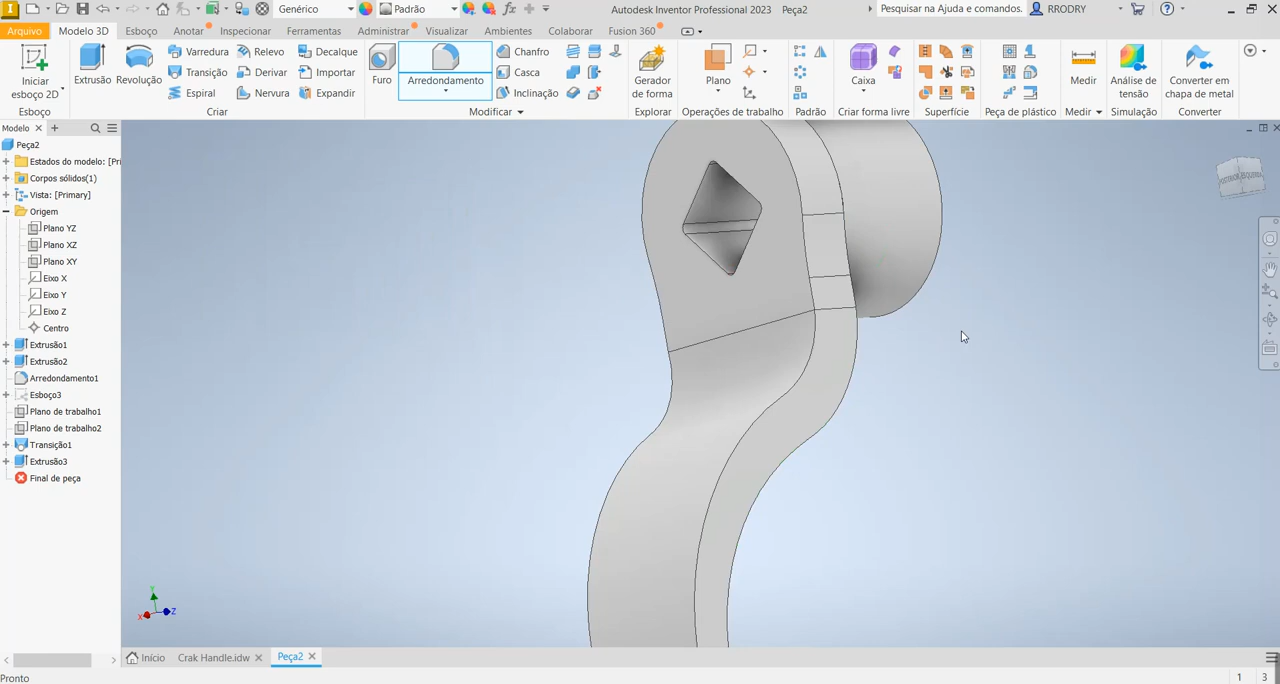 Genérico
Padrão
Autodesk Inventor Professional 2023 Peça2
Pesquisar na Ajuda e comandos.
RRODRY
Arquivo Modelo 3D Esboço Anotar Inspecionar Ferramentas Administrar Visualizar Ambientes Colaborar Fusion 360
Iniciar
esboço 2D
Esboço
Extrusão
Revolução
Varredura
Transição
Espiral
Relevo
Derivar
Nervura
Decalque
Importar
Expandir
Criar
Furo
Arredondamento
Chanfro
Casca
Inclinação
Modificar
Gerador
de forma
Explorar
Plano
Operações de trabalho
Padrão
Caixa
Criar forma livre
Superfície
Peça de plástico
Medir
Medir
Análise de
tensão
Simulação
Converter em
chapa de metal
Converter
Modelo
Peça2
Estados do modelo: [Pri
Corpos sólidos(1)
Vista: [Primary]
Origem
Plano YZ
Plano XZ
Plano XY
Eixo X
Eixo Y
Eixo Z
Centro
Extrusão1
Extrusão2
Arredondamento1
Esboço3
Plano de trabalho1
Plano de trabalho2
Transição1
Extrusão3
Final de peça
POSTERIOR ESQUERDA
Y
X
Z
Início
Crak Handle.idw
Peça2
Pronto
1 3